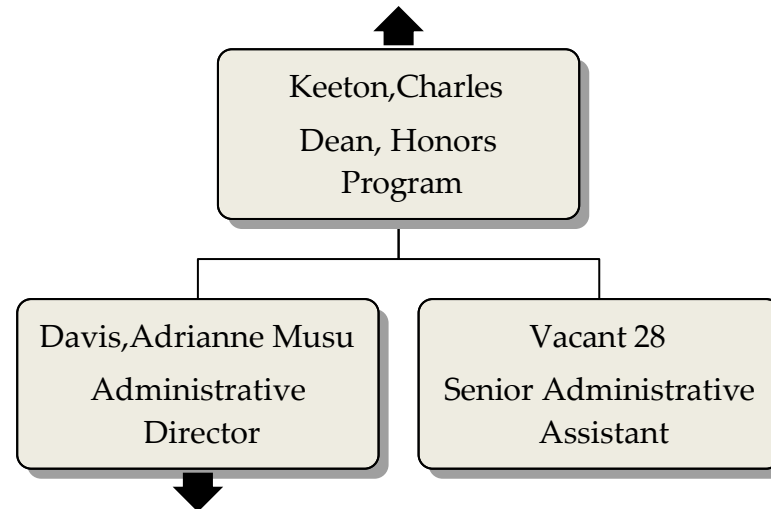 Keeton,Charles
Dean, Honors
Program
Davis,Adrianne Musu
Administrative
Director
Vacant 28
Senior Administrative
Assistant